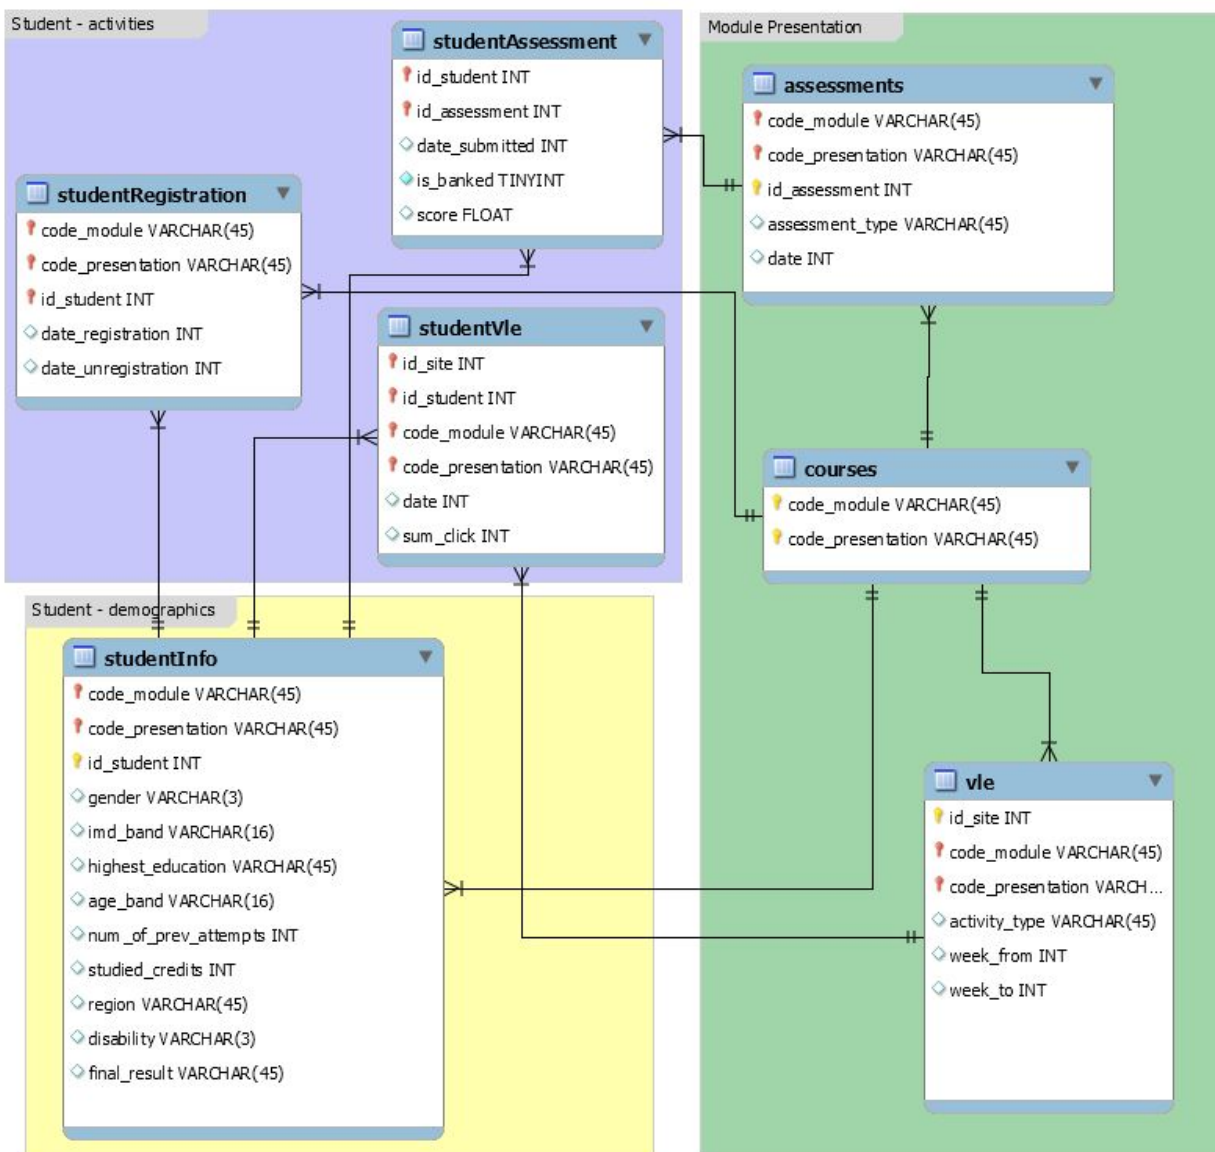 Student - activities
studentAssessment
id_student INT
id_assessment INT
date_submitted INT
is_banked TINYINT
score FLOAT
studentRegistration
code_module VARCHAR(45)
code_presentation VARCHAR(45)
id_student INT
date_registration INT
date_unregistration INT
studentVle
id_site INT
id_student INT
code_module VARCHAR(45)
code_presentation VARCHAR(45)
date INT
sum_click INT
Module Presentation
assessments
code_module VARCHAR(45)
code_presentation VARCHAR(45)
id_assessment INT
assessment_type VARCHAR(45)
date INT
courses
code_module VARCHAR(45)
code_presentation VARCHAR(45)
Student - demographics
studentInfo
code_module VARCHAR(45)
code_presentation VARCHAR(45)
id_student INT
gender VARCHAR(3)
imd_band VARCHAR(16)
highest_education VARCHAR(45)
age_band VARCHAR(16)
num_of_prev_attempts INT
studied_credits INT
region VARCHAR(45)
disability VARCHAR(3)
final_result VARCHAR(45)
vle
id_site INT
code_module VARCHAR(45)
code_presentation VARCH...
activity_type VARCHAR(45)
week_from INT
week_to INT